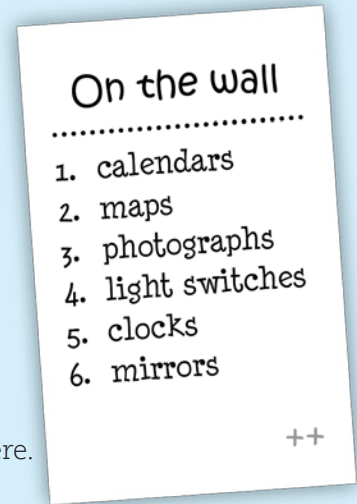 On the wall
1. calendars
2. maps
3. photographs
4. light switches
5. clocks
6. mirrors
++